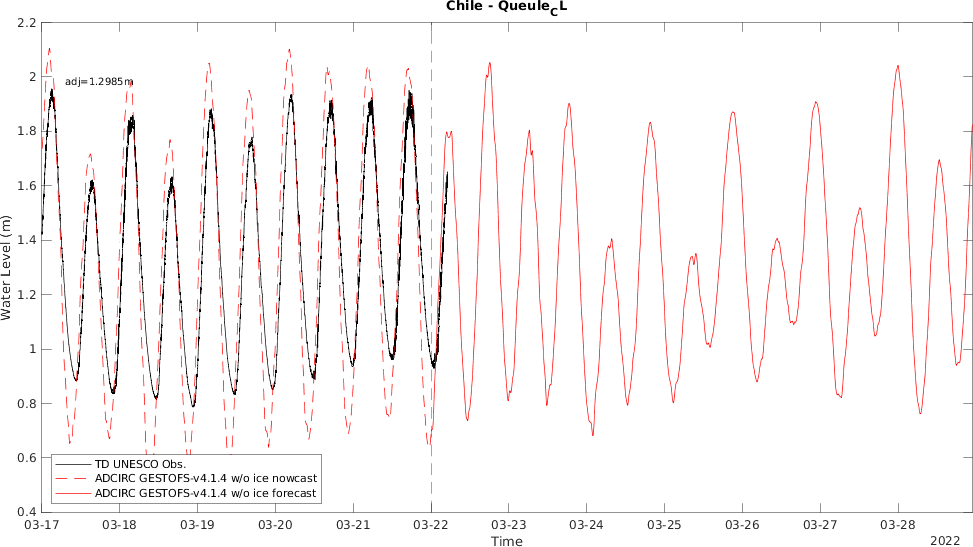 Chile - Queule_CL
2.2
2
1.8
1.6
1.4
1.2
1
0.8
0.6
0.4
Water Level (m)
adj=1.2985m
TD UNESCO Obs.
ADCIRC GESTOFS-v4.1.4 w/o ice nowcast
ADCIRC GESTOFS-v4.1.4 w/o ice forecast
03-17 03-18 03-19 03-20 03-21 03-22 03-23 03-24 03-25 03-26 03-27 03-28
Time
2022